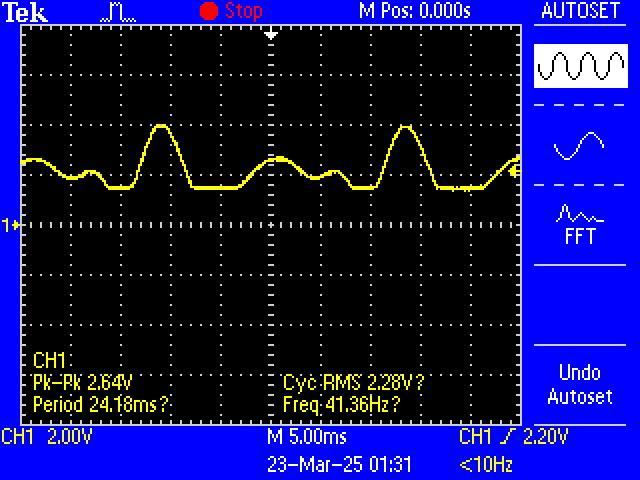 Tek Stop M Pos: 0.000s AUTOSET
1
FFT
CH1
Pk-Pk 2.64V Cyc RMS 2.28V?
Period 24.18ms? Freq 41.36Hz?
Undo
Autoset
CH1 2.00V M 5.00ms CH1 2.20V
23-Mar-25 01:31 <10Hz